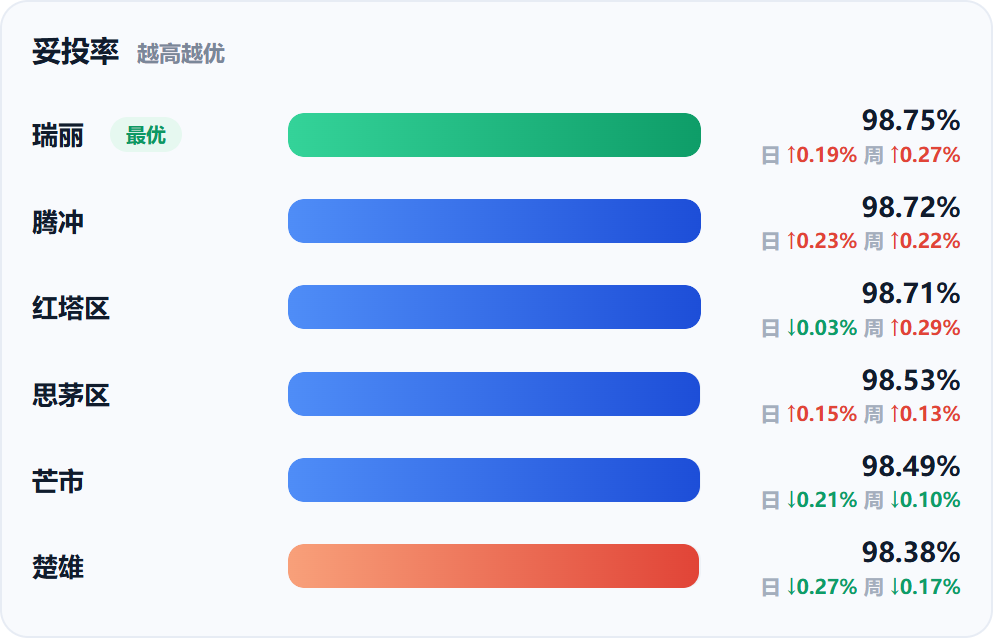 妥投率 越高越优
瑞丽 最优 98.75%
日 ↑0.19% 周 ↑0.27%
腾冲 98.72%
日 ↑0.23% 周 ↑0.22%
红塔区 98.71%
日 ↓0.03% 周 ↑0.29%
思茅区 98.53%
日 ↑0.15% 周 ↑0.13%
芒市 98.49%
日 ↓0.21% 周 ↓0.10%
楚雄 98.38%
日 ↓0.27% 周 ↓0.17%